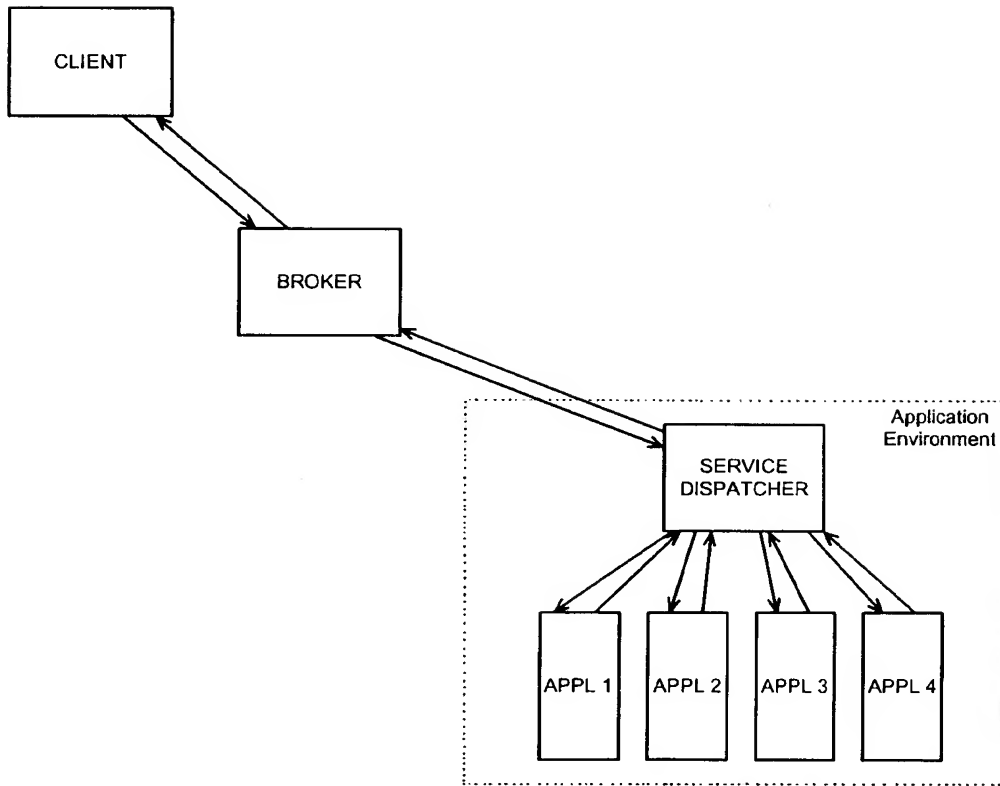 CLIENT
BROKER
Application
Environment
SERVICE
DISPATCHER
APPL 1
APPL 2
APPL 3
APPL 4